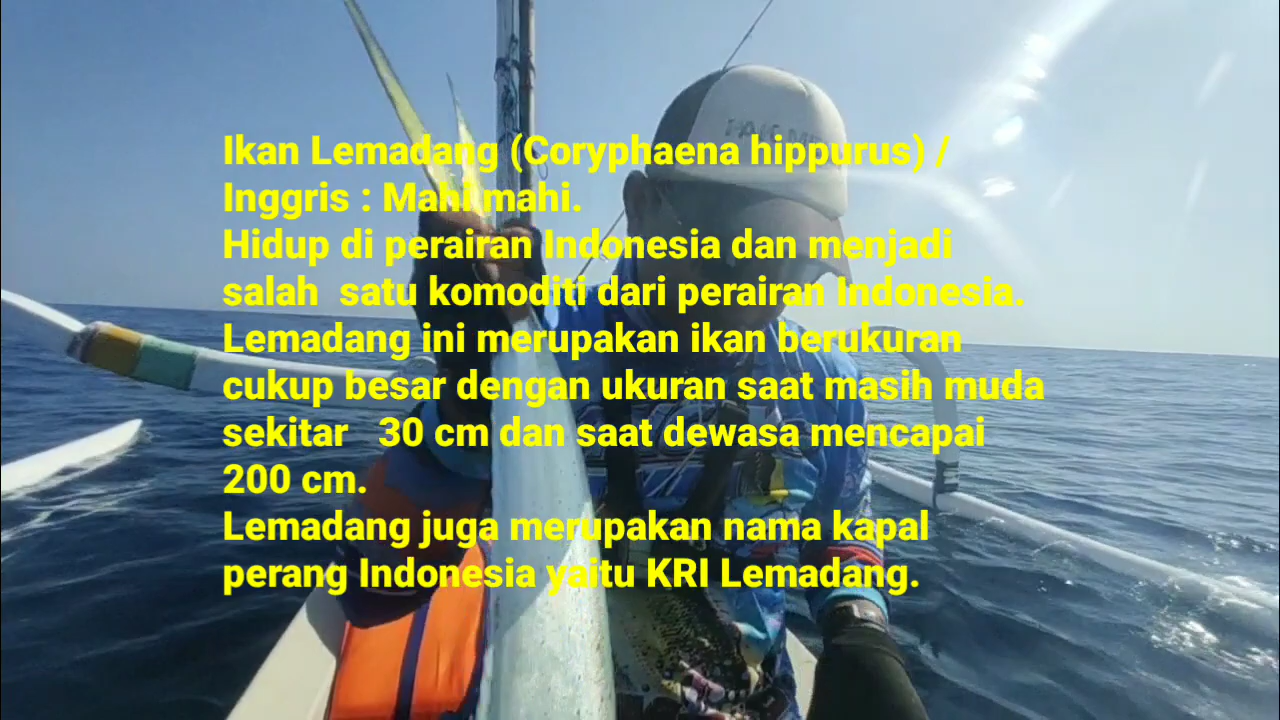 Ikan Lemadang (Coryphaena hippurus) /
Inggris : Mahi mahi.
Hidup di perairan Indonesia dan menjadi
salah  satu komoditi dari perairan Indonesia.
Lemadang ini merupakan ikan berukuran
cukup besar dengan ukuran saat masih muda
sekitar   30 cm dan saat dewasa mencapai
200 cm.
Lemadang juga merupakan nama kapal
perang Indonesia yaitu KRI Lemadang.